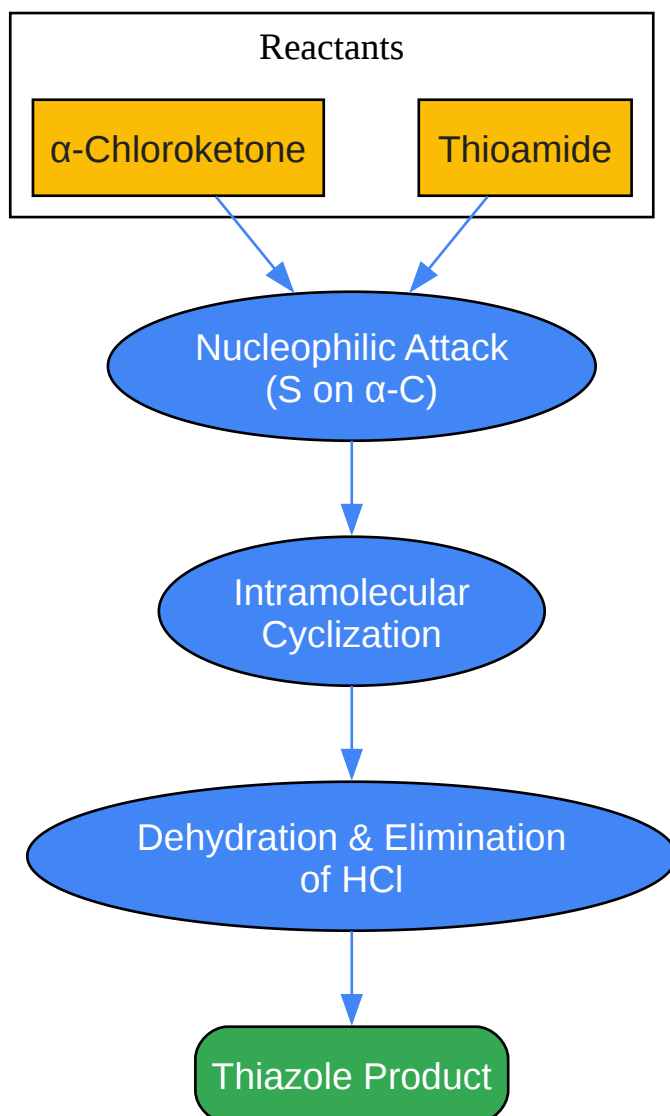 Reactants
α-Chloroketone
Thioamide
Nucleophilic Attack
(S on α-C)
Intramolecular
Cyclization
Dehydration & Elimination
of HCl
Thiazole Product